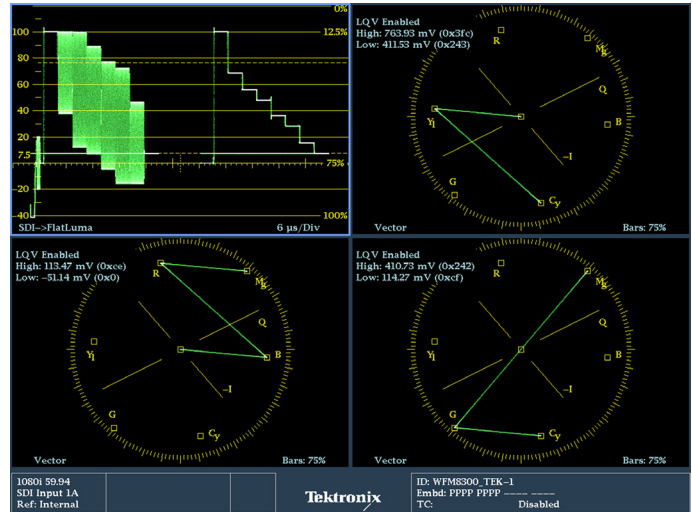 0%
100
12.5%
80
60
40
20
7.5
75%
-20
-40
100%
SDI->FlatLuma
6 µs/Div
LQV Enabled
High: 763.93 mV (0x3fc)
Low: 411.53 mV (0x243)
R
Mg
Q
Yl
B
-I
G
Cy
Vector
Bars: 75%
LQV Enabled
High: 113.47 mV (0xce)
Low: -51.14 mV (0x0)
R
Mg
Q
Yl
B
-I
G
Cy
Vector
Bars: 75%
LQV Enabled
High: 410.73 mV (0x242)
Low: 114.27 mV (0xcf)
R
Mg
Q
Yl
B
-I
G
Cy
Vector
Bars: 75%
1080i 59.94
SDI Input 1A
Ref: Internal
Tektronix
ID: WFM8300_TEK-1
Embd: PPPP PPPP ---- ----
TC: Disabled